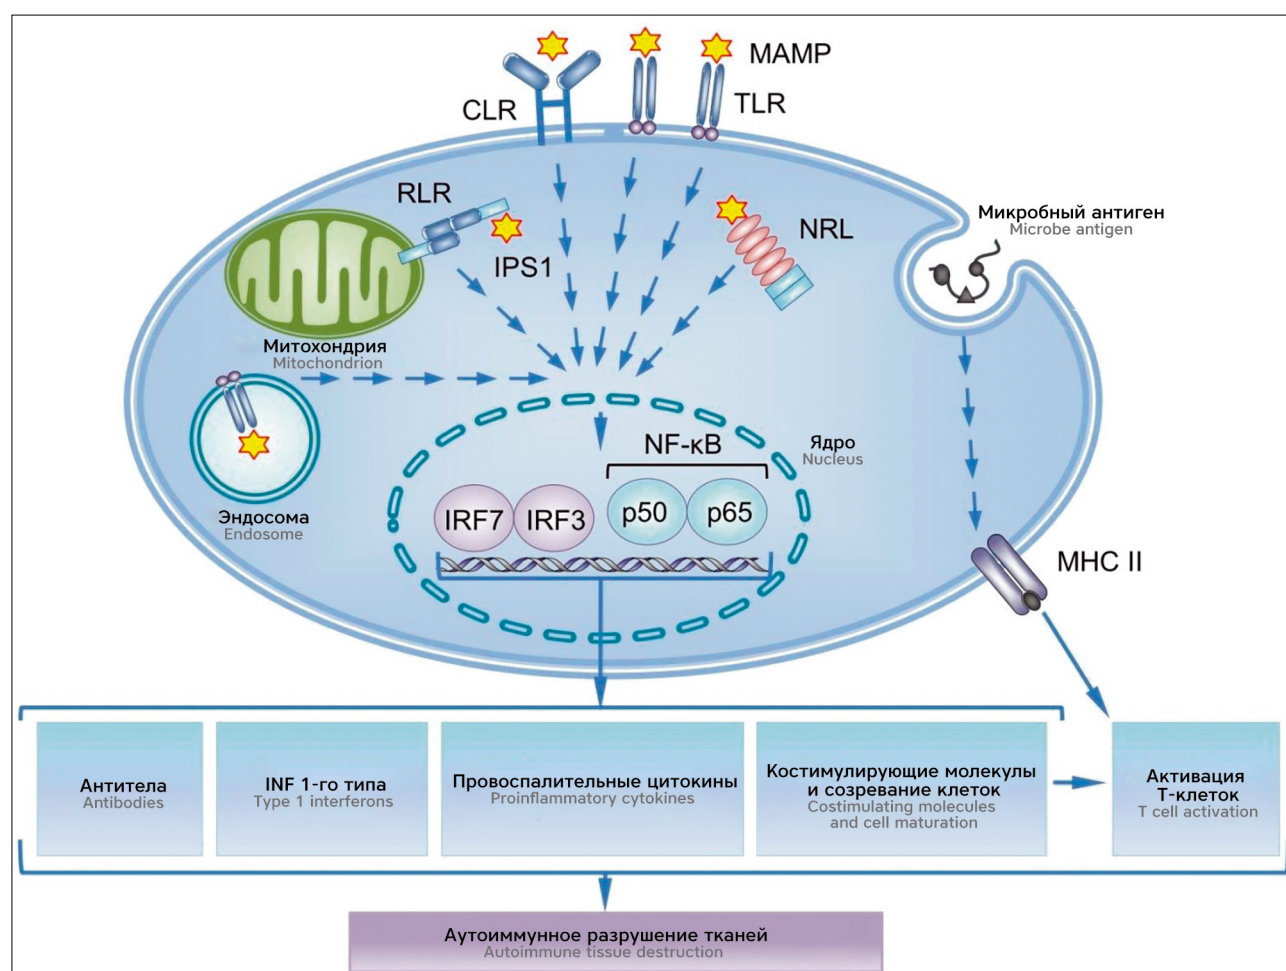 MAMP
CLR
TLR
RLR
IPS1
NRL
Микробный антиген
Microbe antigen
Митохондрия
Mitochondrion
Эндосома
Endosome
Ядро
Nucleus
NF-κB
IRF7
IRF3
p50
p65
MHC II
Антитела
Antibodies
INF 1-го типа
Type 1 interferons
Провоспалительные цитокины
Proinflammatory cytokines
Костимулирующие молекулы
и созревание клеток
Costimulating molecules
and cell maturation
Активация
Т-клеток
T cell activation
Аутоиммунное разрушение тканей
Autoimmune tissue destruction